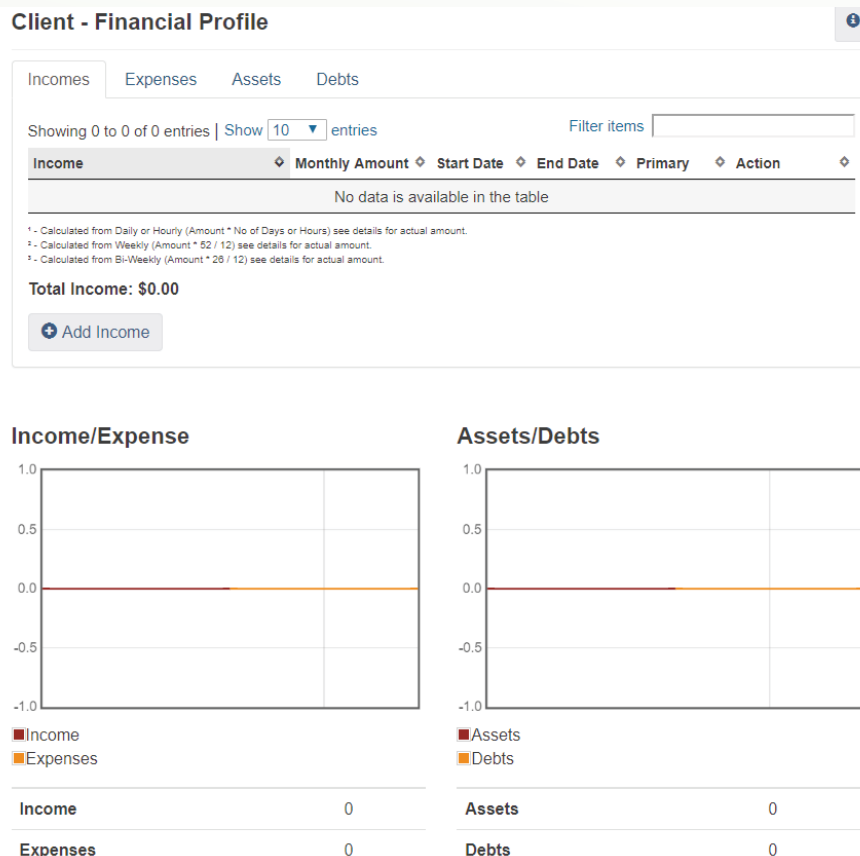 Client - Financial Profile
Incomes Expenses Assets Debts
Showing 0 to 0 of 0 entries | Show 10 entries Filter items
Income Monthly Amount Start Date End Date Primary Action
No data is available in the table
¹ - Calculated from Daily or Hourly (Amount * No of Days or Hours) see details for actual amount.
² - Calculated from Weekly (Amount * 52 / 12) see details for actual amount.
³ - Calculated from Bi-Weekly (Amount * 26 / 12) see details for actual amount.
Total Income: $0.00
Add Income
Income/Expense
1.0
0.5
0.0
-0.5
-1.0
Income
Expenses
Income 0
Expenses 0
Assets/Debts
1.0
0.5
0.0
-0.5
-1.0
Assets
Debts
Assets 0
Debts 0